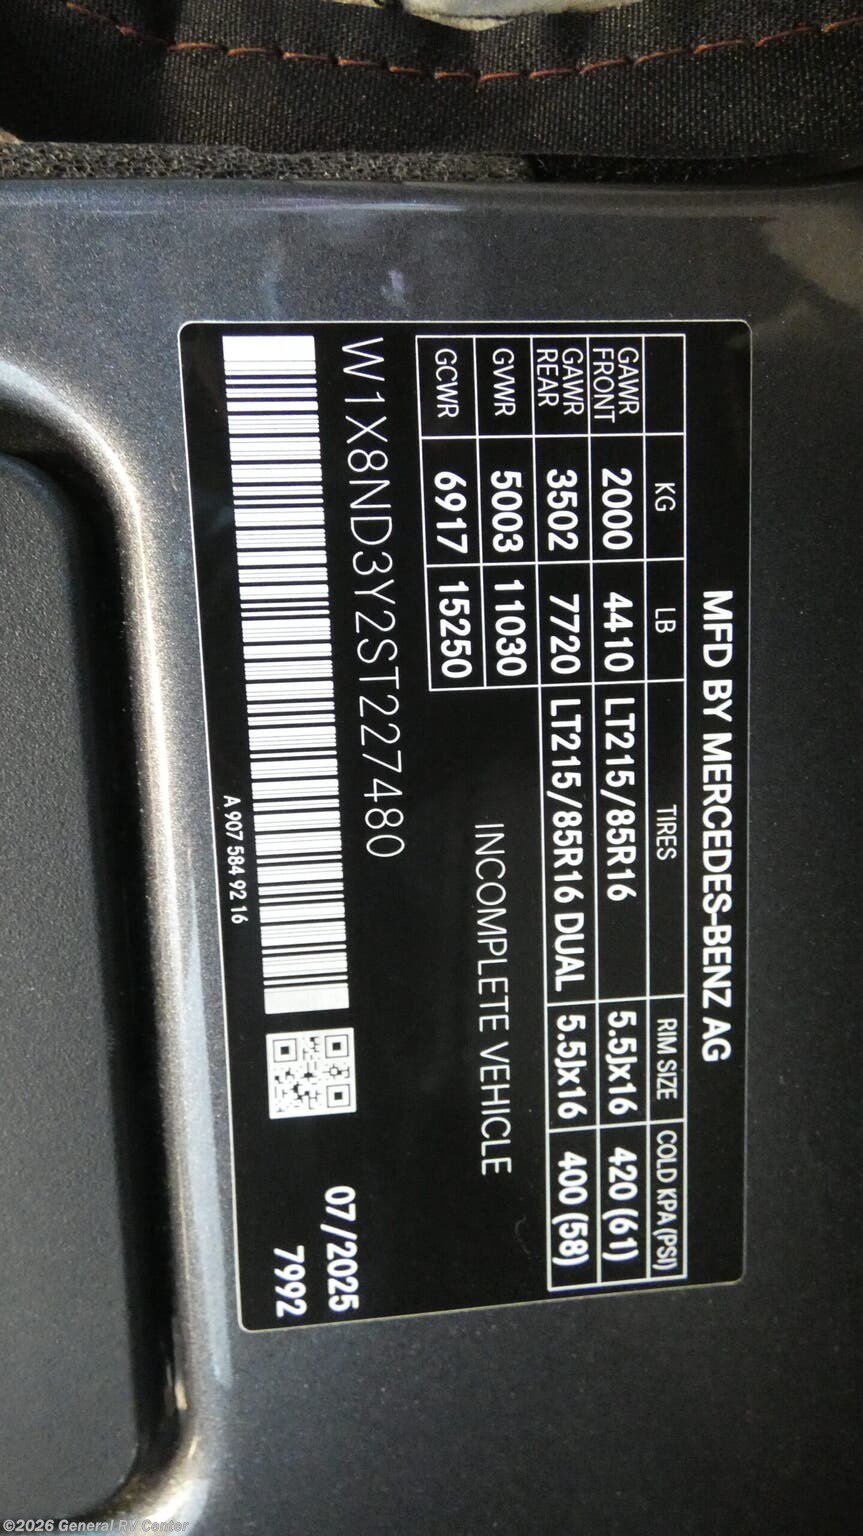 MFD BY MERCEDES-BENZ AG
KG LB TIRES RIM SIZE COLD KPA (PSI)
GAWR FRONT 2000 4410 LT215/85R16 5.5Jx16 420 (61)
GAWR REAR 3502 7720 LT215/85R16 DUAL 5.5Jx16 400 (58)
GVWR 5003 11030
GCWR 6917 15250
INCOMPLETE VEHICLE
W1X8ND3Y2ST227480
07/2025
7992
A 907 584 92 16
©2026 General RV Center